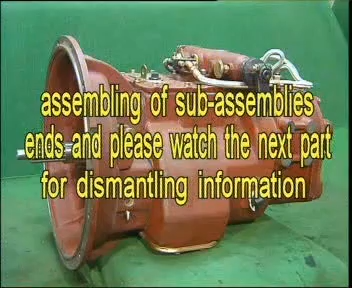 assembling of sub-assemblies
ends and please watch the next part
for dismantling information